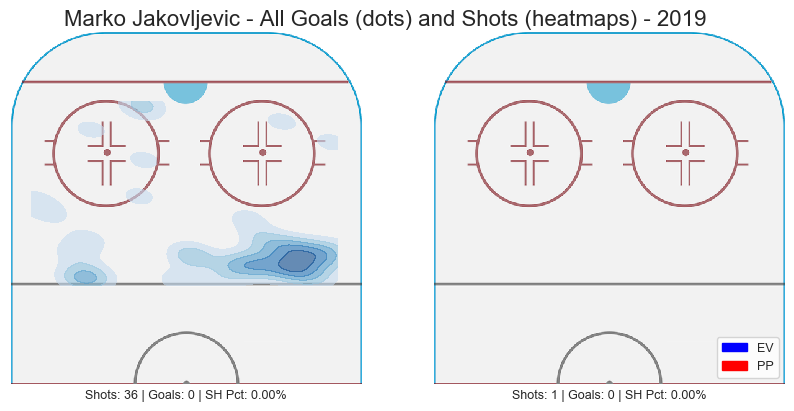 Marko Jakovljevic - All Goals (dots) and Shots (heatmaps) - 2019
EV
PP
Shots: 36 | Goals: 0 | SH Pct: 0.00%
Shots: 1 | Goals: 0 | SH Pct: 0.00%